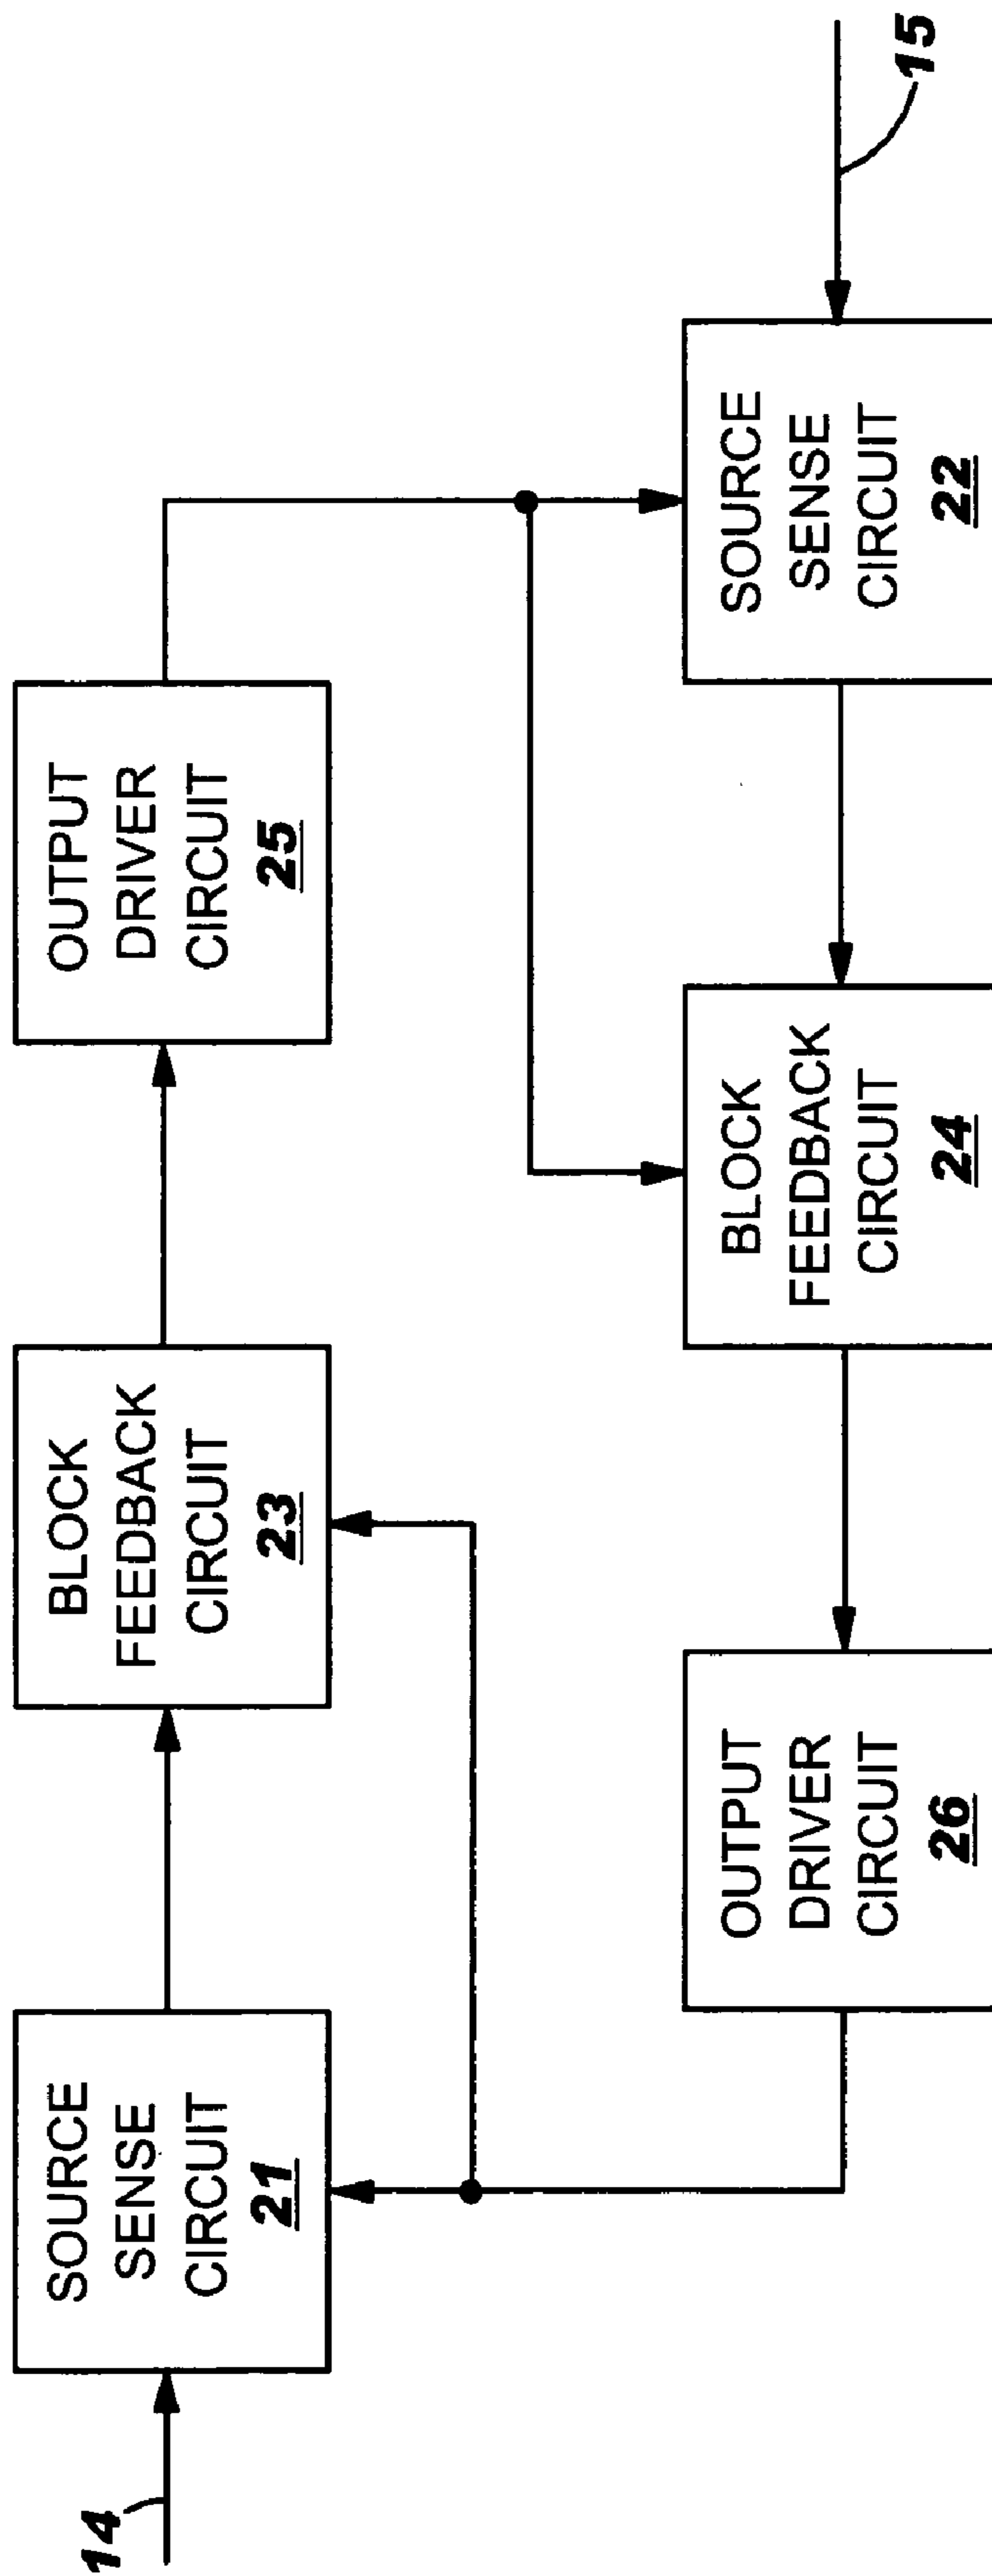 14
SOURCE
SENSE
CIRCUIT
21
BLOCK
FEEDBACK
CIRCUIT
23
OUTPUT
DRIVER
CIRCUIT
25
OUTPUT
DRIVER
CIRCUIT
26
BLOCK
FEEDBACK
CIRCUIT
24
SOURCE
SENSE
CIRCUIT
22
15